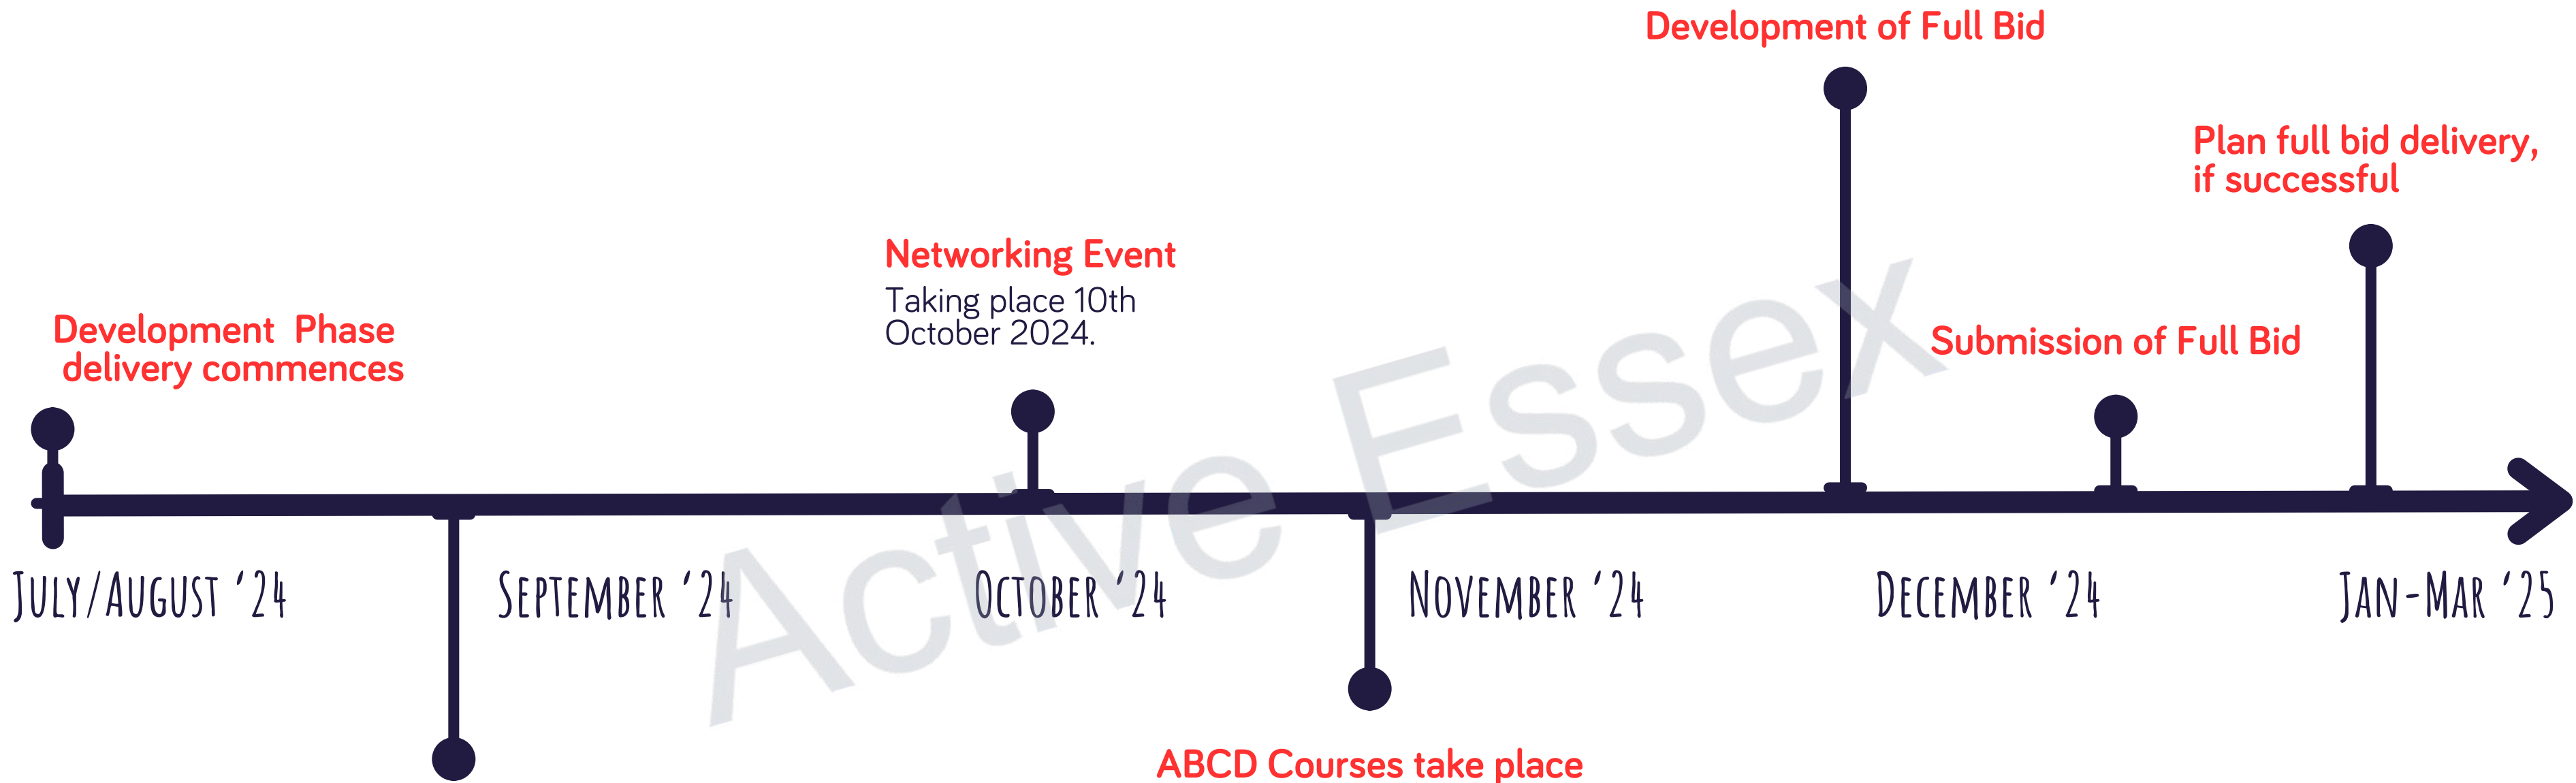 Development of Full Bid
Plan full bid delivery,
if successful
Networking Event
Taking place 10th
October 2024.
Development  Phase
delivery commences
Submission of Full Bid
Active Essex
JULY/AUGUST ‘24
SEPTEMBER ‘24
OCTOBER ‘24
NOVEMBER ‘24
DECEMBER ‘24
JAN-MAR ‘25
ABCD Courses take place